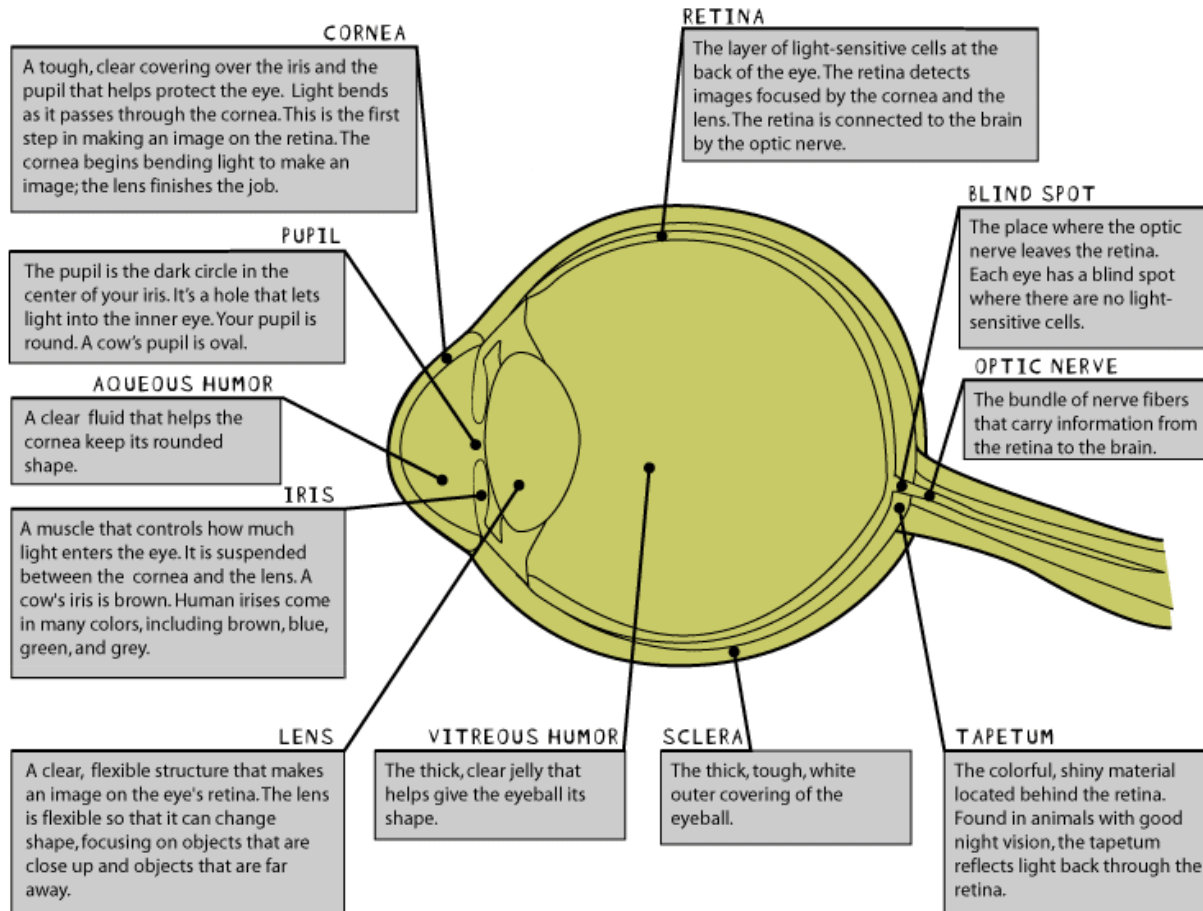 CORNEA
A tough, clear covering over the iris and the
pupil that helps protect the eye. Light bends
as it passes through the cornea. This is the first
step in making an image on the retina. The
cornea begins bending light to make an
image; the lens finishes the job.
PUPIL
The pupil is the dark circle in the
center of your iris. It's a hole that lets
light into the inner eye. Your pupil is
round. A cow's pupil is oval.
AQUEOUS HUMOR
A clear fluid that helps the
cornea keep its rounded
shape.
IRIS
A muscle that controls how much
light enters the eye. It is suspended
between the cornea and the lens. A
cow's iris is brown. Human irises come
in many colors, including brown, blue,
green, and grey.
LENS
A clear, flexible structure that makes
an image on the eye's retina. The lens
is flexible so that it can change
shape, focusing on objects that are
close up and objects that are far
away.
VITREOUS HUMOR
The thick, clear jelly that
helps give the eyeball its
shape.
SCLERA
The thick, tough, white
outer covering of the
eyeball.
RETINA
The layer of light-sensitive cells at the
back of the eye. The retina detects
images focused by the cornea and the
lens. The retina is connected to the brain
by the optic nerve.
BLIND SPOT
The place where the optic
nerve leaves the retina.
Each eye has a blind spot
where there are no light-
sensitive cells.
OPTIC NERVE
The bundle of nerve fibers
that carry information from
the retina to the brain.
TAPETUM
The colorful, shiny material
located behind the retina.
Found in animals with good
night vision, the tapetum
reflects light back through the
retina.